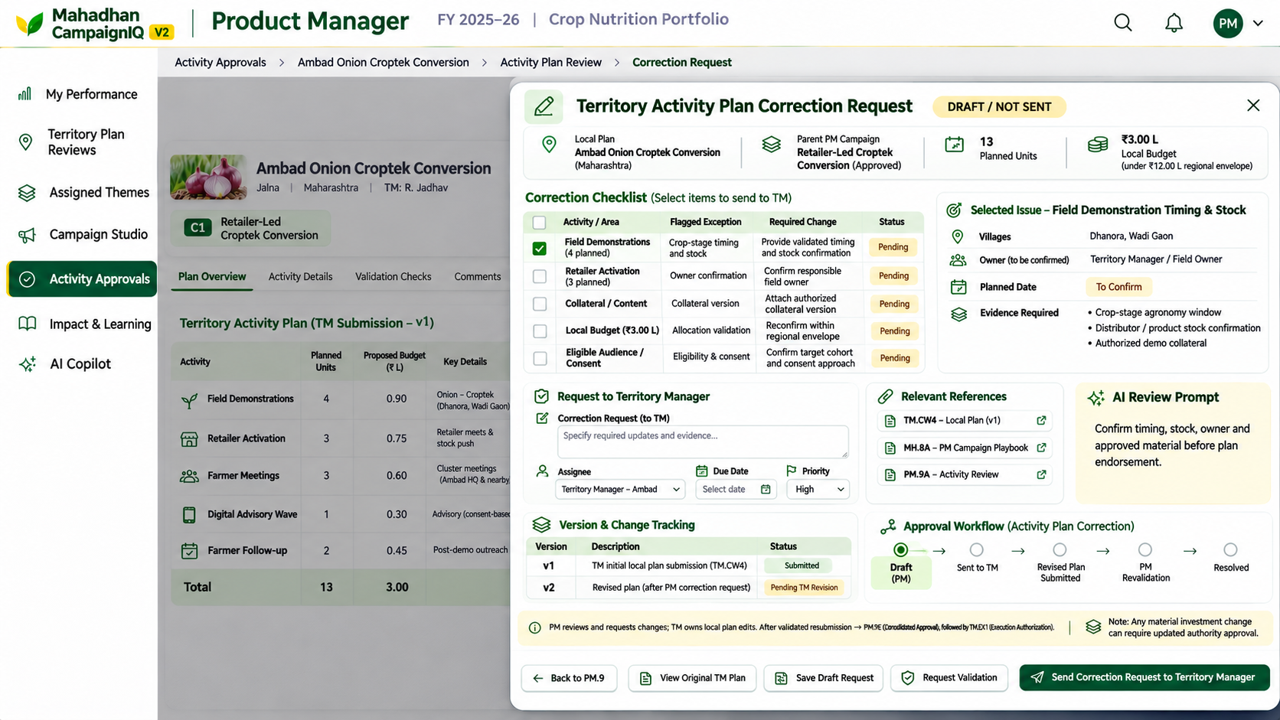 Mahadhan
CampaignIQ V2
Product Manager
FY 2025–26 | Crop Nutrition Portfolio
PM
My Performance
Territory Plan
Reviews
Assigned Themes
Campaign Studio
Activity Approvals
Impact & Learning
AI Copilot
Activity Approvals > Ambad Onion Croptek Conversion > Activity Plan Review > Correction Request
Ambad Onion Croptek Conversion
Jalna | Maharashtra | TM: R. Jadhav
C1
Retailer-Led
Croptek Conversion
Plan Overview Activity Details Validation Checks Comments
Territory Activity Plan (TM Submission – v1)
Activity Planned Units Proposed Budget (₹ L) Key Details
Field Demonstrations 4 0.90 Onion – Croptek
(Dhanora, Wadi Gaon)
Retailer Activation 3 0.75 Retailer meets &
stock push
Farmer Meetings 3 0.60 Cluster meetings
(Ambad HQ & nearby
Digital Advisory Wave 1 0.30 Advisory (consent-base
Farmer Follow-up 2 0.45 Post-demo outreach
Total 13 3.00
Territory Activity Plan Correction Request
DRAFT / NOT SENT
Local Plan
Ambad Onion Croptek Conversion
(Maharashtra)
Parent PM Campaign
Retailer-Led Croptek
Conversion (Approved)
13
Planned Units
₹3.00 L
Local Budget
(under ₹12.00 L regional envelope)
Correction Checklist (Select items to send to TM)
Activity / Area Flagged Exception Required Change Status
Field Demonstrations
(4 planned)
Crop-stage timing
and stock
Provide validated timing
and stock confirmation
Pending
Retailer Activation
(3 planned)
Owner confirmation
Confirm responsible
field owner
Pending
Collateral / Content
Collateral version
Attach authorized
collateral version
Pending
Local Budget (₹3.00 L)
Allocation validation
Reconfirm within
regional envelope
Pending
Eligible Audience /
Consent
Eligibility & consent
Confirm target cohort
and consent approach
Pending
Selected Issue – Field Demonstration Timing & Stock
Villages Dhanora, Wadi Gaon
Owner (to be confirmed) Territory Manager / Field Owner
Planned Date To Confirm
Evidence Required
• Crop-stage agronomy window
• Distributor / product stock confirmation
• Authorized demo collateral
Request to Territory Manager
Correction Request (to TM)
Specify required updates and evidence...
Assignee Due Date Priority
Territory Manager – Ambad Select date High
Relevant References
TM.CW4 – Local Plan (v1)
MH.8A – PM Campaign Playbook
PM.9A – Activity Review
AI Review Prompt
Confirm timing, stock, owner and
approved material before plan
endorsement.
Version & Change Tracking
Version Description Status
v1 TM initial local plan submission (TM.CW4) Submitted
v2 Revised plan (after PM correction request) Pending TM Revision
Approval Workflow (Activity Plan Correction)
Draft
(PM)
Sent to TM
Revised Plan
Submitted
PM
Revalidation
Resolved
PM reviews and requests changes; TM owns local plan edits. After validated resubmission → PM.9E (Consolidated Approval), followed by TM.EX1 (Execution Authorization).
Note: Any material investment change
can require updated authority approval.
Back to PM.9
View Original TM Plan
Save Draft Request
Request Validation
Send Correction Request to Territory Manager